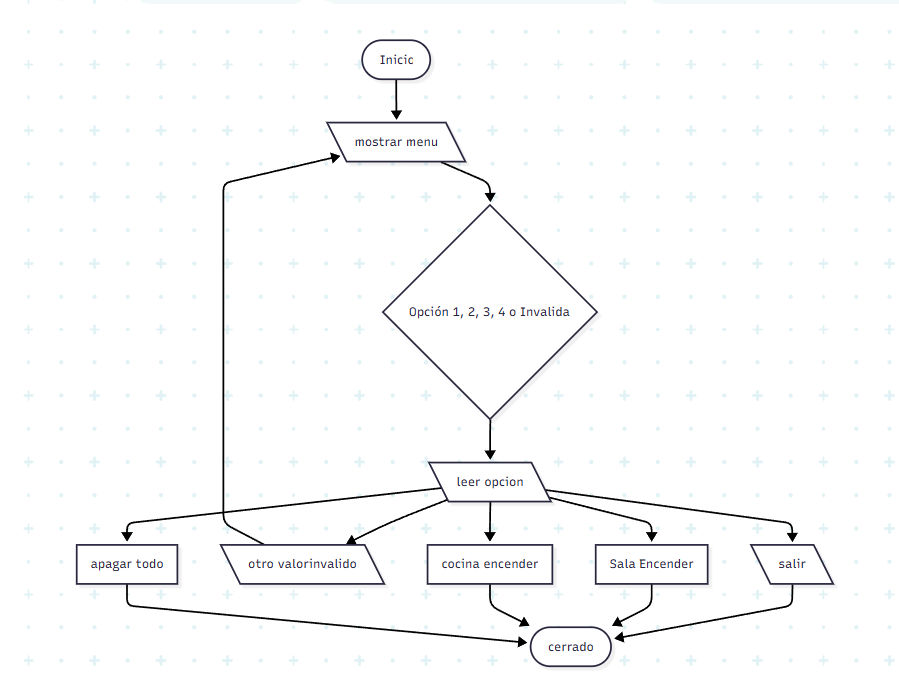 Inicio
mostrar menu
Opción 1, 2, 3, 4 o Invalida
leer opcion
apagar todo
otro valorinvalido
cocina encender
Sala Encender
salir
cerrado